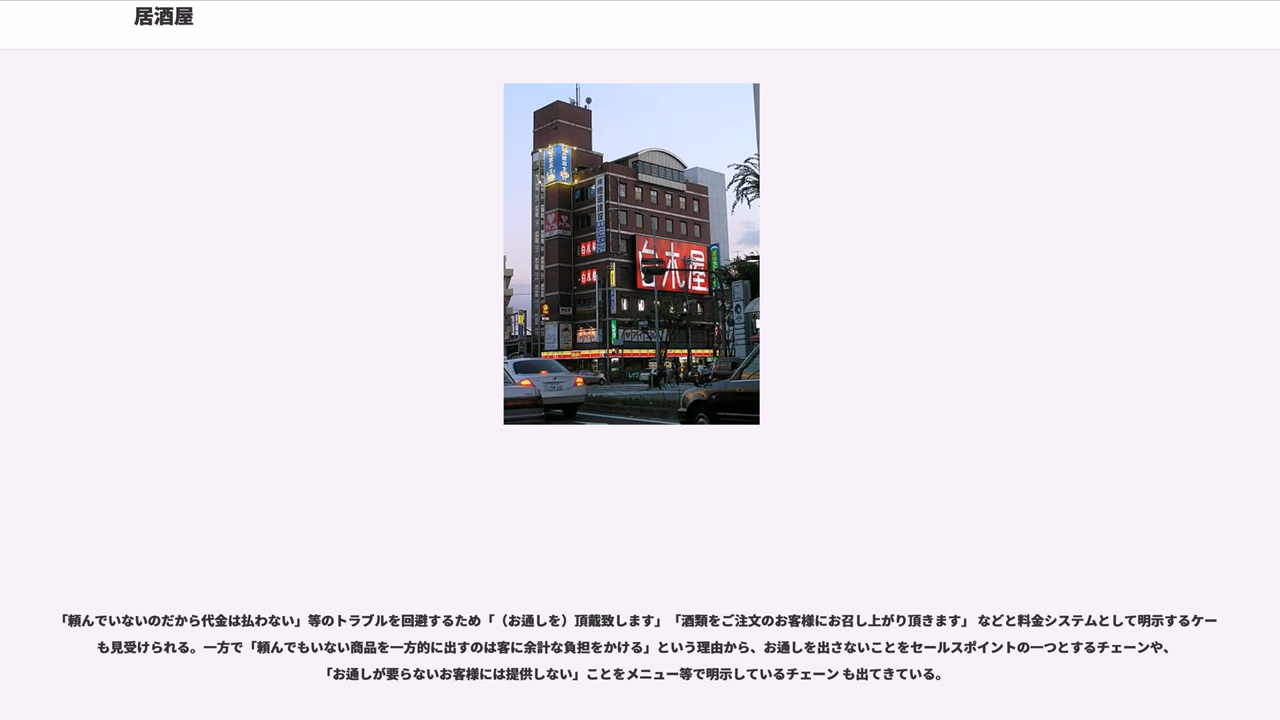 居酒屋
白木屋
白木屋
白木屋
「頼んでいないのだから代金は払わない」等のトラブルを回避するため「（お通しを）頂戴致します」「酒類をご注文のお客様にお召し上がり頂きます」 などと料金システムとして明示するケー
も見受けられる。一方で「頼んでもいない商品を一方的に出すのは客に余計な負担をかける」という理由から、お通しを出さないことをセールスポイントの一つとするチェーンや、
「お通しが要らないお客様には提供しない」ことをメニュー等で明示しているチェーン も出てきている。